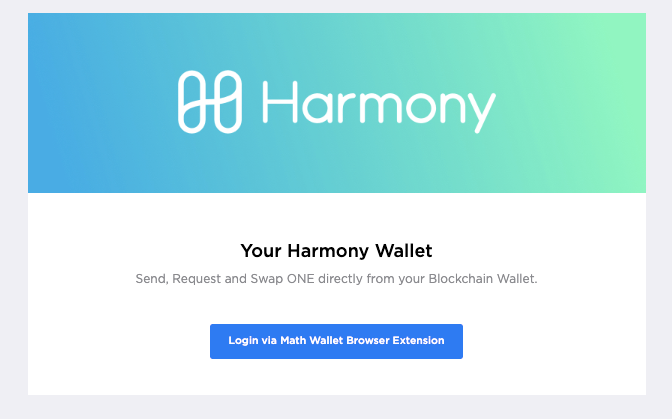 Harmony
Your Harmony Wallet
Send, Request and Swap ONE directly from your Blockchain Wallet.
Login via Math Wallet Browser Extension